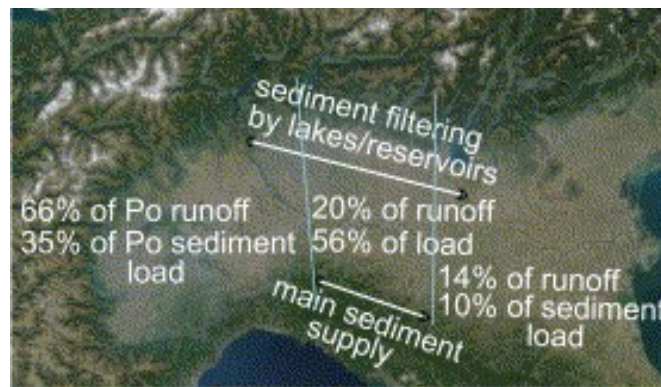 sediment filtering
by lakes/reservoirs
66% of Po runoff
35% of Po sediment
load
20% of runoff
56% of load
14% of runoff
10% of sediment
load
main sediment
supply